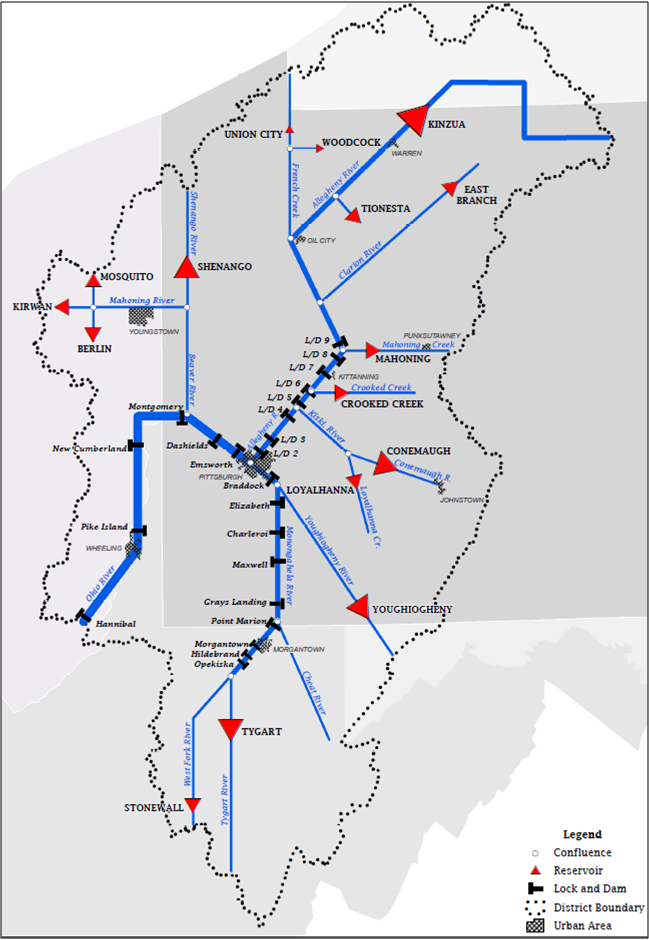 KINZUA
UNION CITY
WOODCOCK
WARREN
French Creek
Allegheny River
EAST
BRANCH
TIONESTA
Shenango River
OIL CITY
Clarion River
SHENANGO
MOSQUITO
KIRWAN
Mahoning River
YOUNGSTOWN
BERLIN
PUNXSUTAWNEY
L/D 9
Mahoning Creek
L/D 8
MAHONING
L/D 7
KITTANNING
Beaver River
L/D 6
Crooked Creek
L/D 5
CROOKED CREEK
Montgomery
L/D 4
Allegheny R.
Kiski. River
Dashields
L/D 3
New Cumberland
L/D 2
CONEMAUGH
Emsworth
Conemaugh R.
PITTSBURGH
Braddock
LOYALHANNA
JOHNSTOWN
Elizabeth
Loyalhanna Cr.
Pike Island
Charleroi
Monongahela River
Youghiogheny River
WHEELING
Maxwell
Ohio River
Grays Landing
YOUGHIOGHENY
Hannibal
Point Marion
Morgantown
Hildebrand
MORGANTOWN
Opekiska
Cheat River
West Fork River
TYGART
Tygart River
STONEWALL
Legend
Confluence
Reservoir
Lock and Dam
District Boundary
Urban Area